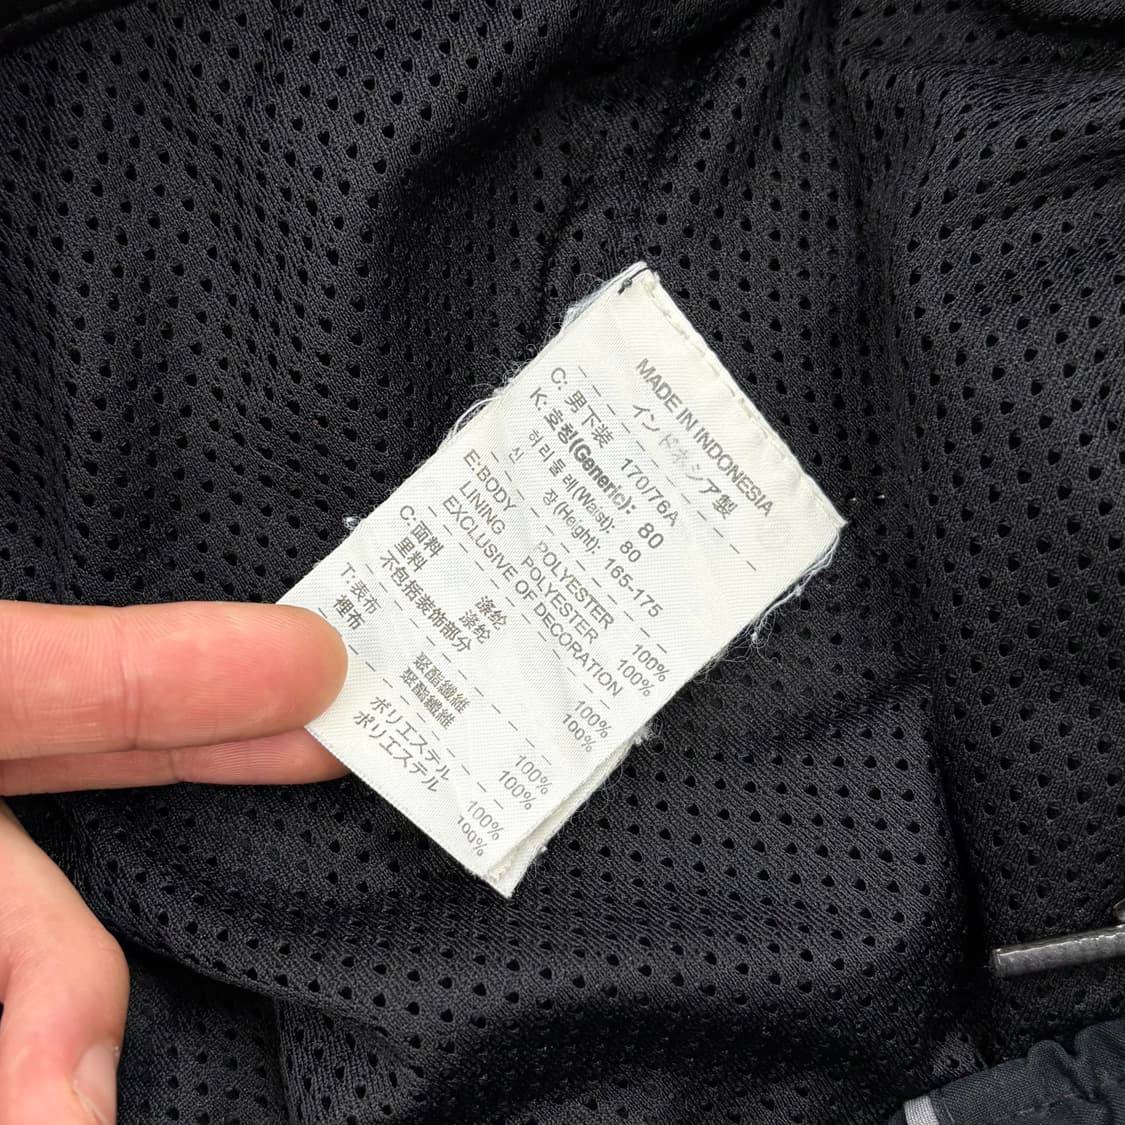 MADE IN INDONESIA
インドネシア製
C: 男下装 170/76A
K: 호칭(Generic): 80
허리둘레(Waist): 80
신 장(Height): 165-175
E:BODY POLYESTER 100%
LINING POLYESTER 100%
EXCLUSIVE OF DECORATION
C: 面料 涤纶 100%
里料 涤纶 100%
不包括装饰部分
T: 表布 聚酯纖維 100%
裡布 聚酯纖維 100%
ポリエステル 100%
ポリエステル 100%